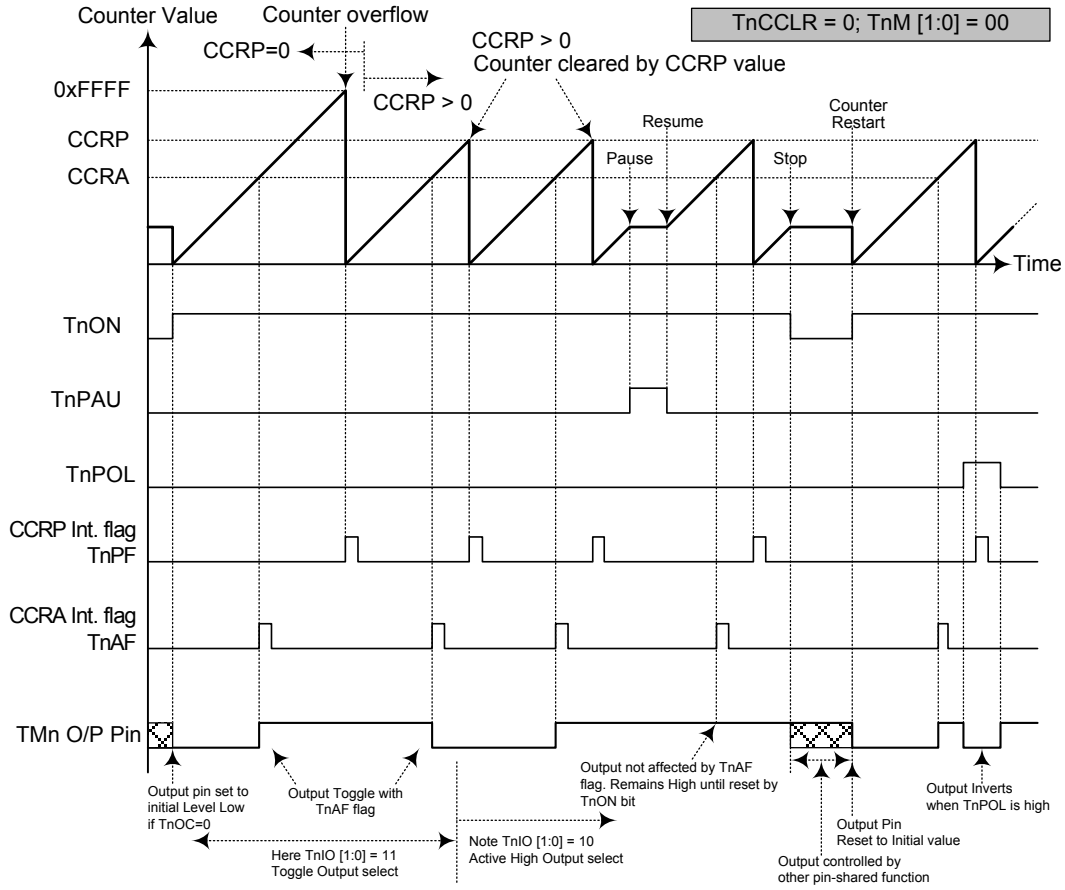 Counter Value
Counter overflow
TnCCLR = 0; TnM [1:0] = 00
CCRP=0
CCRP > 0
CCRP > 0
Counter cleared by CCRP value
0xFFFF
CCRP
CCRA
Pause
Resume
Stop
Counter
Restart
Time
TnON
TnPAU
TnPOL
CCRP Int. flag
TnPF
CCRA Int. flag
TnAF
TMn O/P Pin
Output pin set to
initial Level Low
if TnOC=0
Output Toggle with
TnAF flag
Here TnIO [1:0] = 11
Toggle Output select
Note TnIO [1:0] = 10
Active High Output select
Output not affected by TnAF
flag. Remains High until reset by
TnON bit
Output controlled by
other pin-shared function
Output Pin
Reset to Initial value
Output Inverts
when TnPOL is high